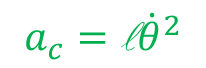 a_c = ℓθ̇²